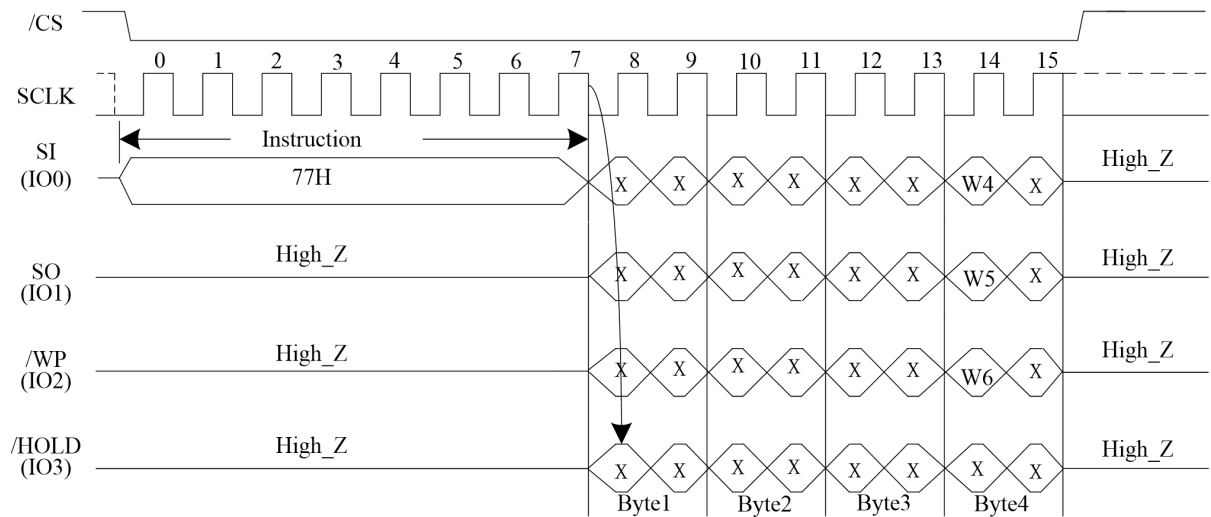 /CS
0 1 2 3 4 5 6 7 8 9 10 11 12 13 14 15
SCLK
Instruction
SI
(IO0)
77H
X X X X X X W4 X
High_Z
SO
(IO1)
High_Z
X X X X X X W5 X
High_Z
/WP
(IO2)
High_Z
X X X X X X W6 X
High_Z
/HOLD
(IO3)
High_Z
X X X X X X X X
High_Z
Byte1 Byte2 Byte3 Byte4